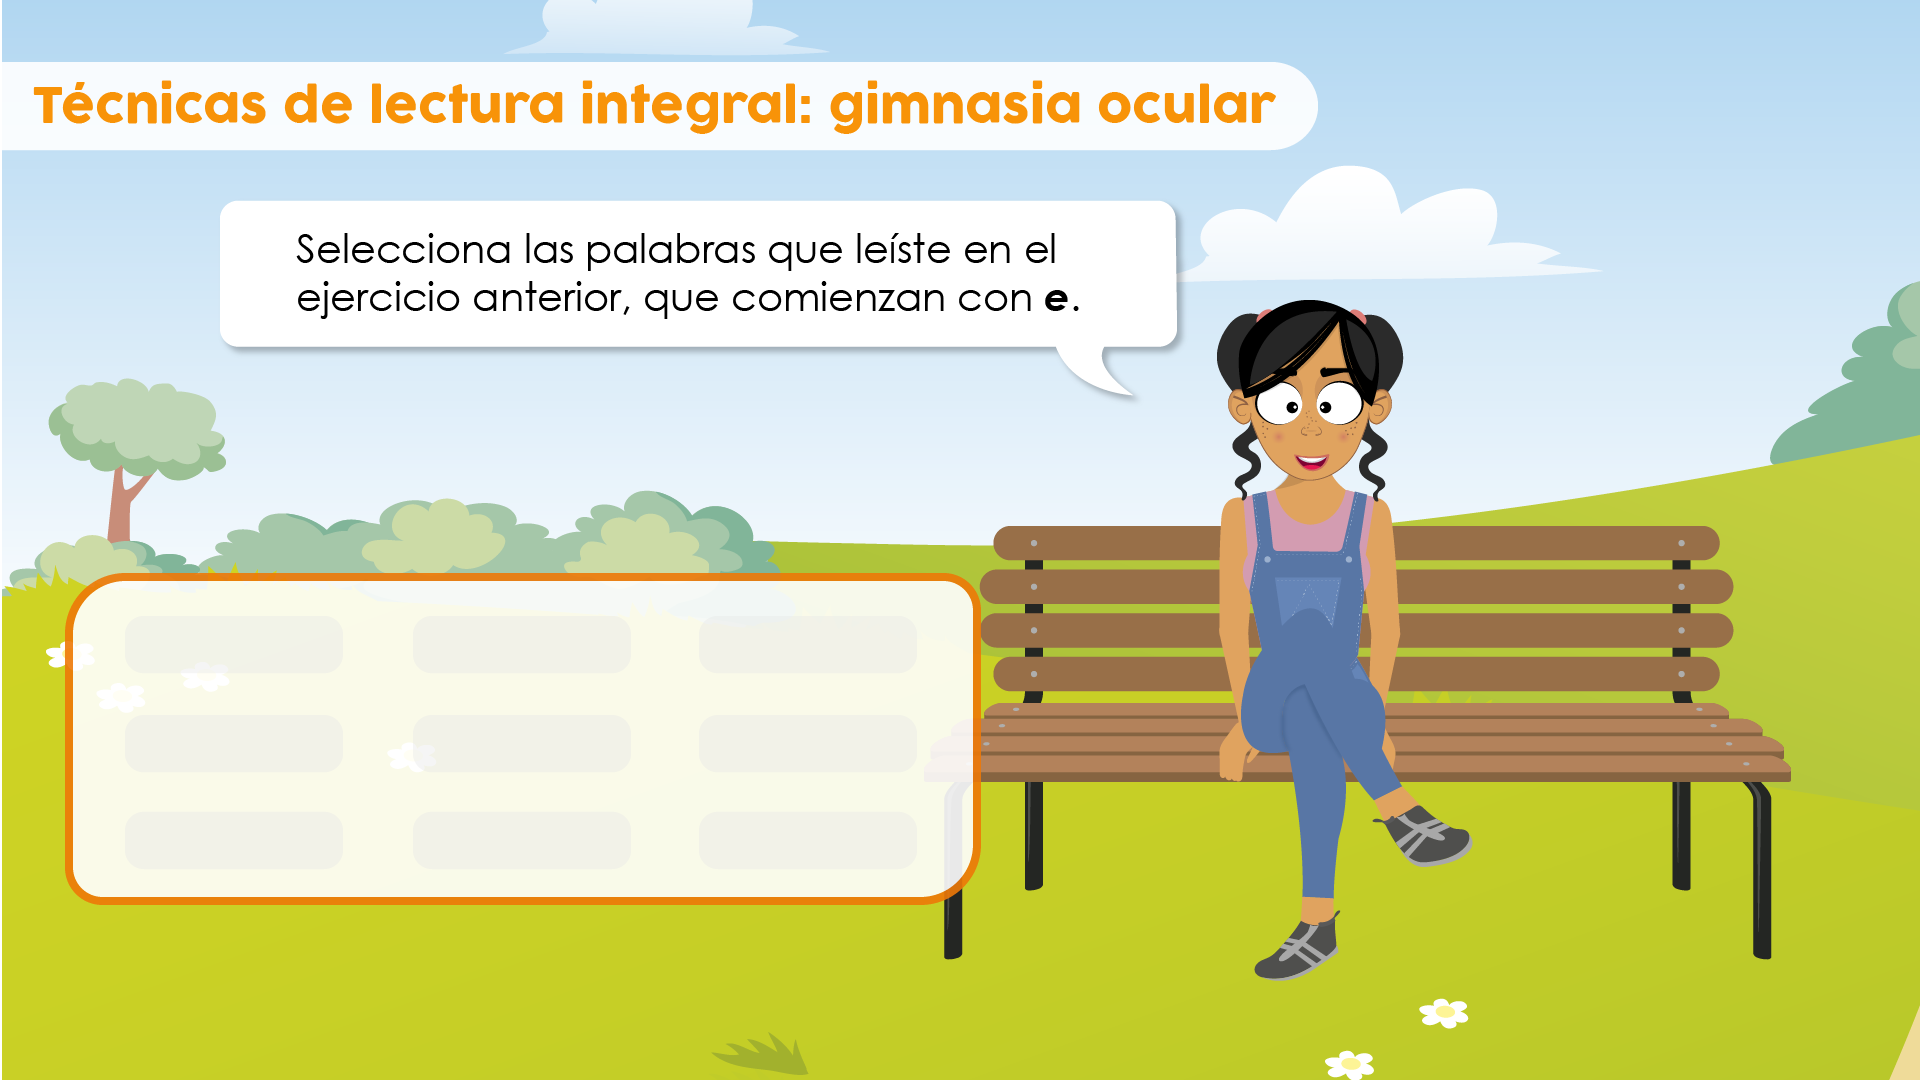 Técnicas de lectura integral: gimnasia ocular
Selecciona las palabras que leíste en el
ejercicio anterior, que comienzan con e.